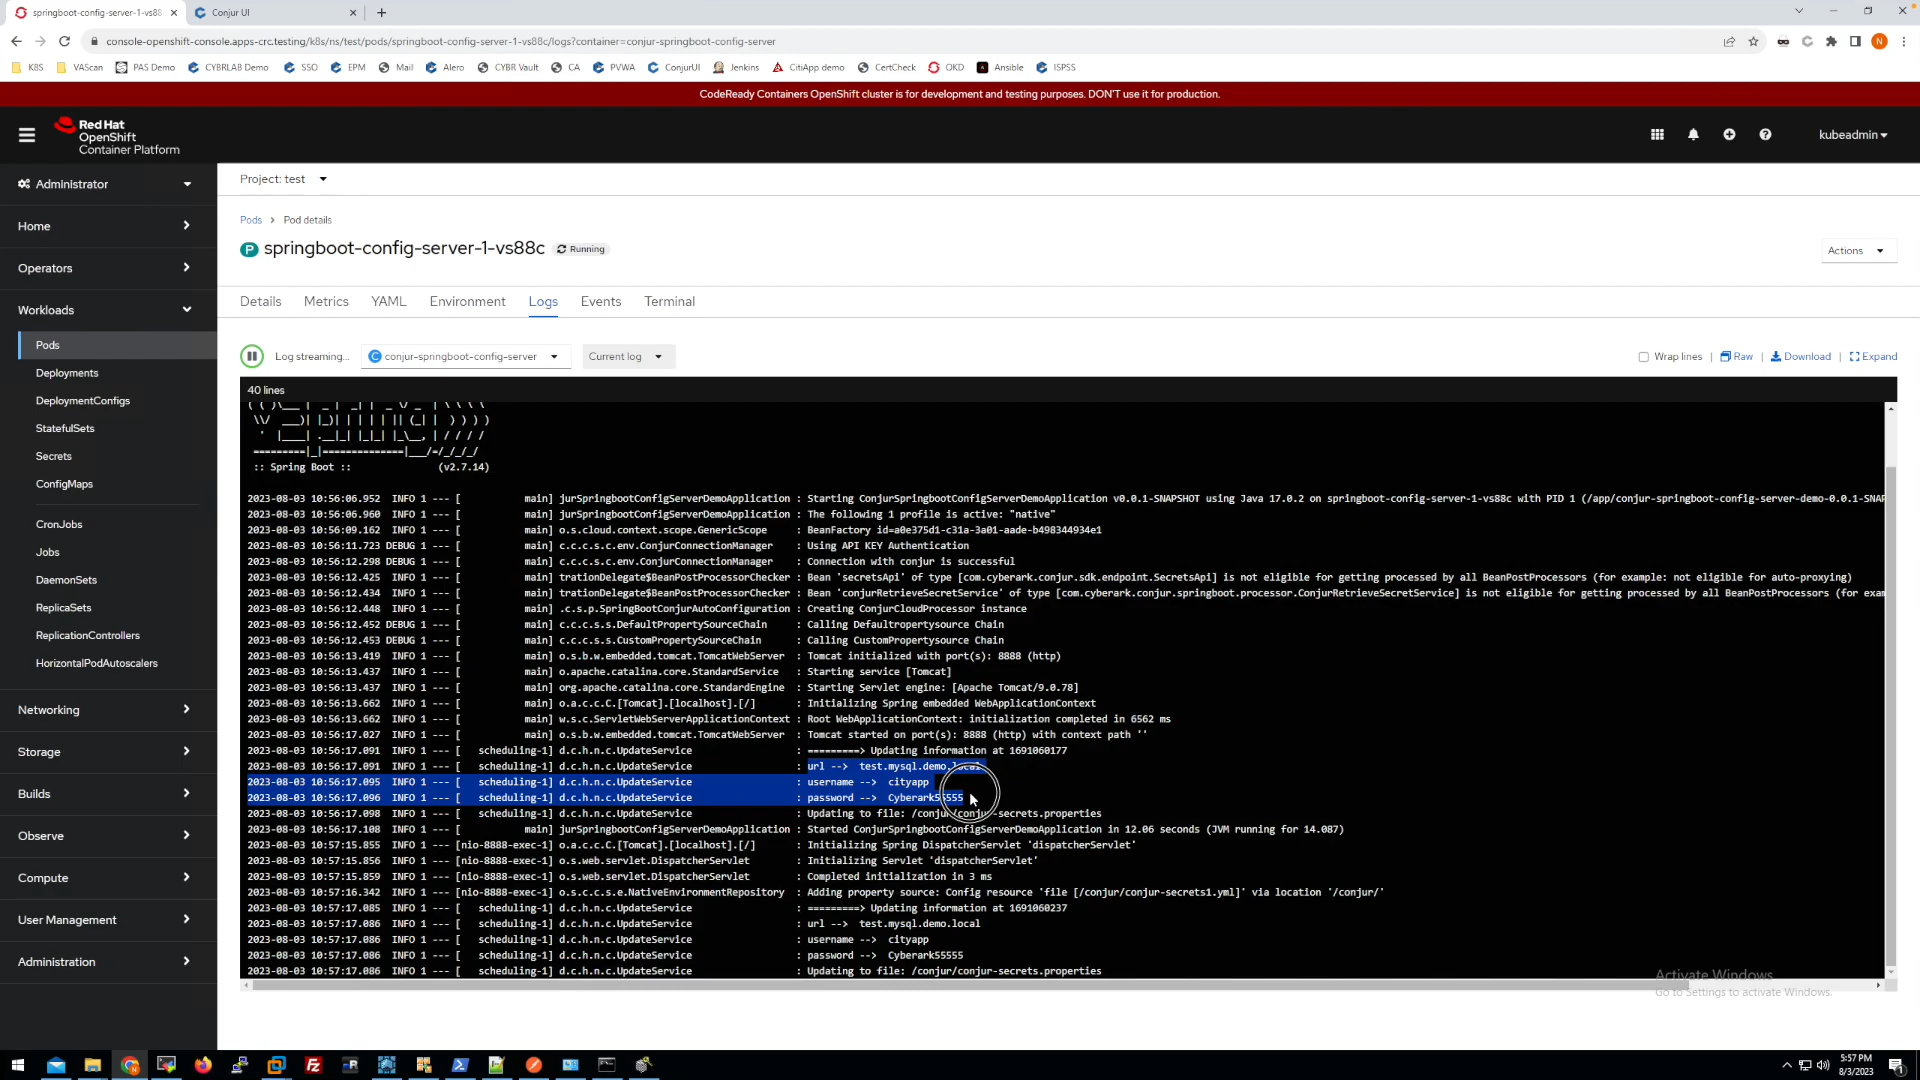 springboot-config-server-1-vs88
Conjur UI
console-openshift-console.apps-crc.testing/k8s/ns/test/pods/springboot-config-server-1-vs88c/logs?container=conjur-springboot-config-server
K8S VAScan PAS Demo CYBRLAB Demo SSO EPM Mail Alero CYBR Vault CA PVWA ConjurUI Jenkins CitiApp demo CertCheck OKD Ansible ISPSS
CodeReady Containers OpenShift cluster is for development and testing purposes. DON'T use it for production.
Red Hat
OpenShift
Container Platform
kubeadmin
Administrator
Home
Operators
Workloads
Pods
Deployments
DeploymentConfigs
StatefulSets
Secrets
ConfigMaps
CronJobs
Jobs
DaemonSets
ReplicaSets
ReplicationControllers
HorizontalPodAutoscalers
Networking
Storage
Builds
Observe
Compute
User Management
Administration
Project: test
Pods > Pod details
P springboot-config-server-1-vs88c Running
Actions
Details Metrics YAML Environment Logs Events Terminal
Log streaming... C conjur-springboot-config-server Current log Wrap lines | Raw | Download | Expand
40 lines
:: Spring Boot :: (v2.7.14)
2023-08-03 10:56:06.952 INFO 1 --- [ main] jurSpringbootConfigServerDemoApplication : Starting ConjurSpringbootConfigServerDemoApplication v0.0.1-SNAPSHOT using Java 17.0.2 on springboot-config-server-1-vs88c with PID 1 (/app/conjur-springboot-config-server-demo-0.0.1-SNAP
2023-08-03 10:56:06.960 INFO 1 --- [ main] jurSpringbootConfigServerDemoApplication : The following 1 profile is active: "native"
2023-08-03 10:56:09.162 INFO 1 --- [ main] o.s.cloud.context.scope.GenericScope : BeanFactory id=a0e375d1-c31a-3a01-aade-b498344934e1
2023-08-03 10:56:11.723 DEBUG 1 --- [ main] c.c.c.s.c.env.ConjurConnectionManager : Using API KEY Authentication
2023-08-03 10:56:12.298 DEBUG 1 --- [ main] c.c.c.s.c.env.ConjurConnectionManager : Connection with conjur is successful
2023-08-03 10:56:12.425 INFO 1 --- [ main] trationDelegate$BeanPostProcessorChecker : Bean 'secretsApi' of type [com.cyberark.conjur.sdk.endpoint.SecretsApi] is not eligible for getting processed by all BeanPostProcessors (for example: not eligible for auto-proxying)
2023-08-03 10:56:12.434 INFO 1 --- [ main] trationDelegate$BeanPostProcessorChecker : Bean 'conjurRetrieveSecretService' of type [com.cyberark.conjur.springboot.processor.ConjurRetrieveSecretService] is not eligible for getting processed by all BeanPostProcessors (for exam
2023-08-03 10:56:12.448 INFO 1 --- [ main] .c.s.p.SpringBootConjurAutoConfiguration : Creating ConjurCloudProcessor instance
2023-08-03 10:56:12.452 DEBUG 1 --- [ main] c.c.c.s.s.DefaultPropertySourceChain : Calling Defaultropertysource Chain
2023-08-03 10:56:12.453 DEBUG 1 --- [ main] c.c.c.s.s.CustomPropertySourceChain : Calling CustomPropertysource Chain
2023-08-03 10:56:13.419 INFO 1 --- [ main] o.s.b.w.embedded.tomcat.TomcatWebServer : Tomcat initialized with port(s): 8888 (http)
2023-08-03 10:56:13.437 INFO 1 --- [ main] o.apache.catalina.core.StandardService : Starting service [Tomcat]
2023-08-03 10:56:13.437 INFO 1 --- [ main] org.apache.catalina.core.StandardEngine : Starting Servlet engine: [Apache Tomcat/9.0.78]
2023-08-03 10:56:13.662 INFO 1 --- [ main] o.a.c.c.C.[Tomcat].[localhost].[/] : Initializing Spring embedded WebApplicationContext
2023-08-03 10:56:13.662 INFO 1 --- [ main] w.s.c.ServletWebServerApplicationContext : Root WebApplicationContext: initialization completed in 6562 ms
2023-08-03 10:56:17.027 INFO 1 --- [ main] o.s.b.w.embedded.tomcat.TomcatWebServer : Tomcat started on port(s): 8888 (http) with context path ''
2023-08-03 10:56:17.091 INFO 1 --- [ scheduling-1] d.c.h.n.c.UpdateService : =========> Updating information at 1691060177
2023-08-03 10:56:17.091 INFO 1 --- [ scheduling-1] d.c.h.n.c.UpdateService : url --> test.mysql.demo.local
2023-08-03 10:56:17.095 INFO 1 --- [ scheduling-1] d.c.h.n.c.UpdateService : username --> cityapp
2023-08-03 10:56:17.096 INFO 1 --- [ scheduling-1] d.c.h.n.c.UpdateService : password --> Cyberark55555
2023-08-03 10:56:17.098 INFO 1 --- [ scheduling-1] d.c.h.n.c.UpdateService : Updating to file: /conjur/conjur-secrets.properties
2023-08-03 10:56:17.108 INFO 1 --- [ main] jurSpringbootConfigServerDemoApplication : Started ConjurSpringbootConfigServerDemoApplication in 12.06 seconds (JVM running for 14.087)
2023-08-03 10:57:15.855 INFO 1 --- [nio-8888-exec-1] o.a.c.c.C.[Tomcat].[localhost].[/] : Initializing Spring DispatcherServlet 'dispatcherServlet'
2023-08-03 10:57:15.856 INFO 1 --- [nio-8888-exec-1] o.s.web.servlet.DispatcherServlet : Initializing Servlet 'dispatcherServlet'
2023-08-03 10:57:15.859 INFO 1 --- [nio-8888-exec-1] o.s.web.servlet.DispatcherServlet : Completed initialization in 3 ms
2023-08-03 10:57:16.342 INFO 1 --- [nio-8888-exec-1] o.s.c.c.s.e.NativeEnvironmentRepository : Adding property source: Config resource 'file [/conjur/conjur-secrets1.yml]' via location '/conjur/'
2023-08-03 10:57:17.085 INFO 1 --- [ scheduling-1] d.c.h.n.c.UpdateService : =========> Updating information at 1691060237
2023-08-03 10:57:17.086 INFO 1 --- [ scheduling-1] d.c.h.n.c.UpdateService : url --> test.mysql.demo.local
2023-08-03 10:57:17.086 INFO 1 --- [ scheduling-1] d.c.h.n.c.UpdateService : username --> cityapp
2023-08-03 10:57:17.086 INFO 1 --- [ scheduling-1] d.c.h.n.c.UpdateService : password --> Cyberark55555
2023-08-03 10:57:17.086 INFO 1 --- [ scheduling-1] d.c.h.n.c.UpdateService : Updating to file: /conjur/conjur-secrets.properties
Activate Windows
Go to Settings to activate Windows.
5:57 PM
8/3/2023